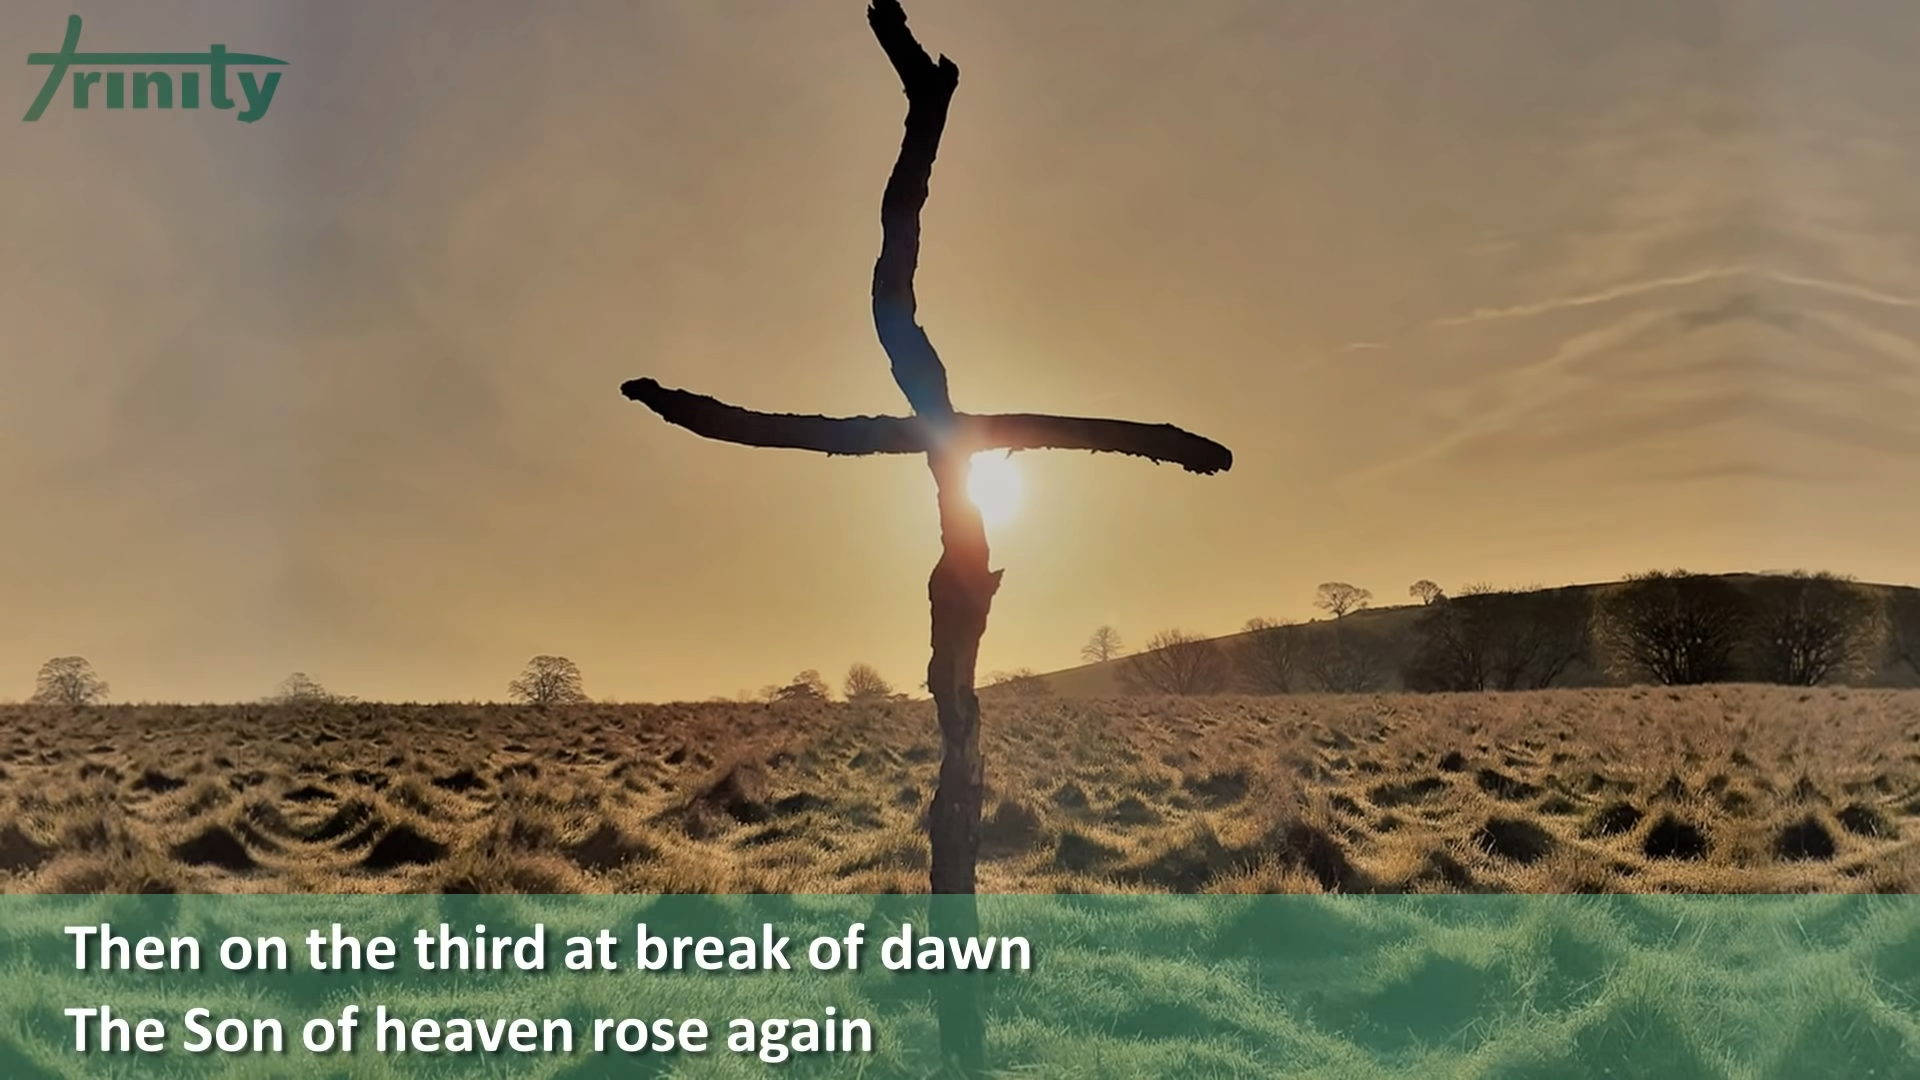 Trinity
Then on the third at break of dawn
The Son of heaven rose again